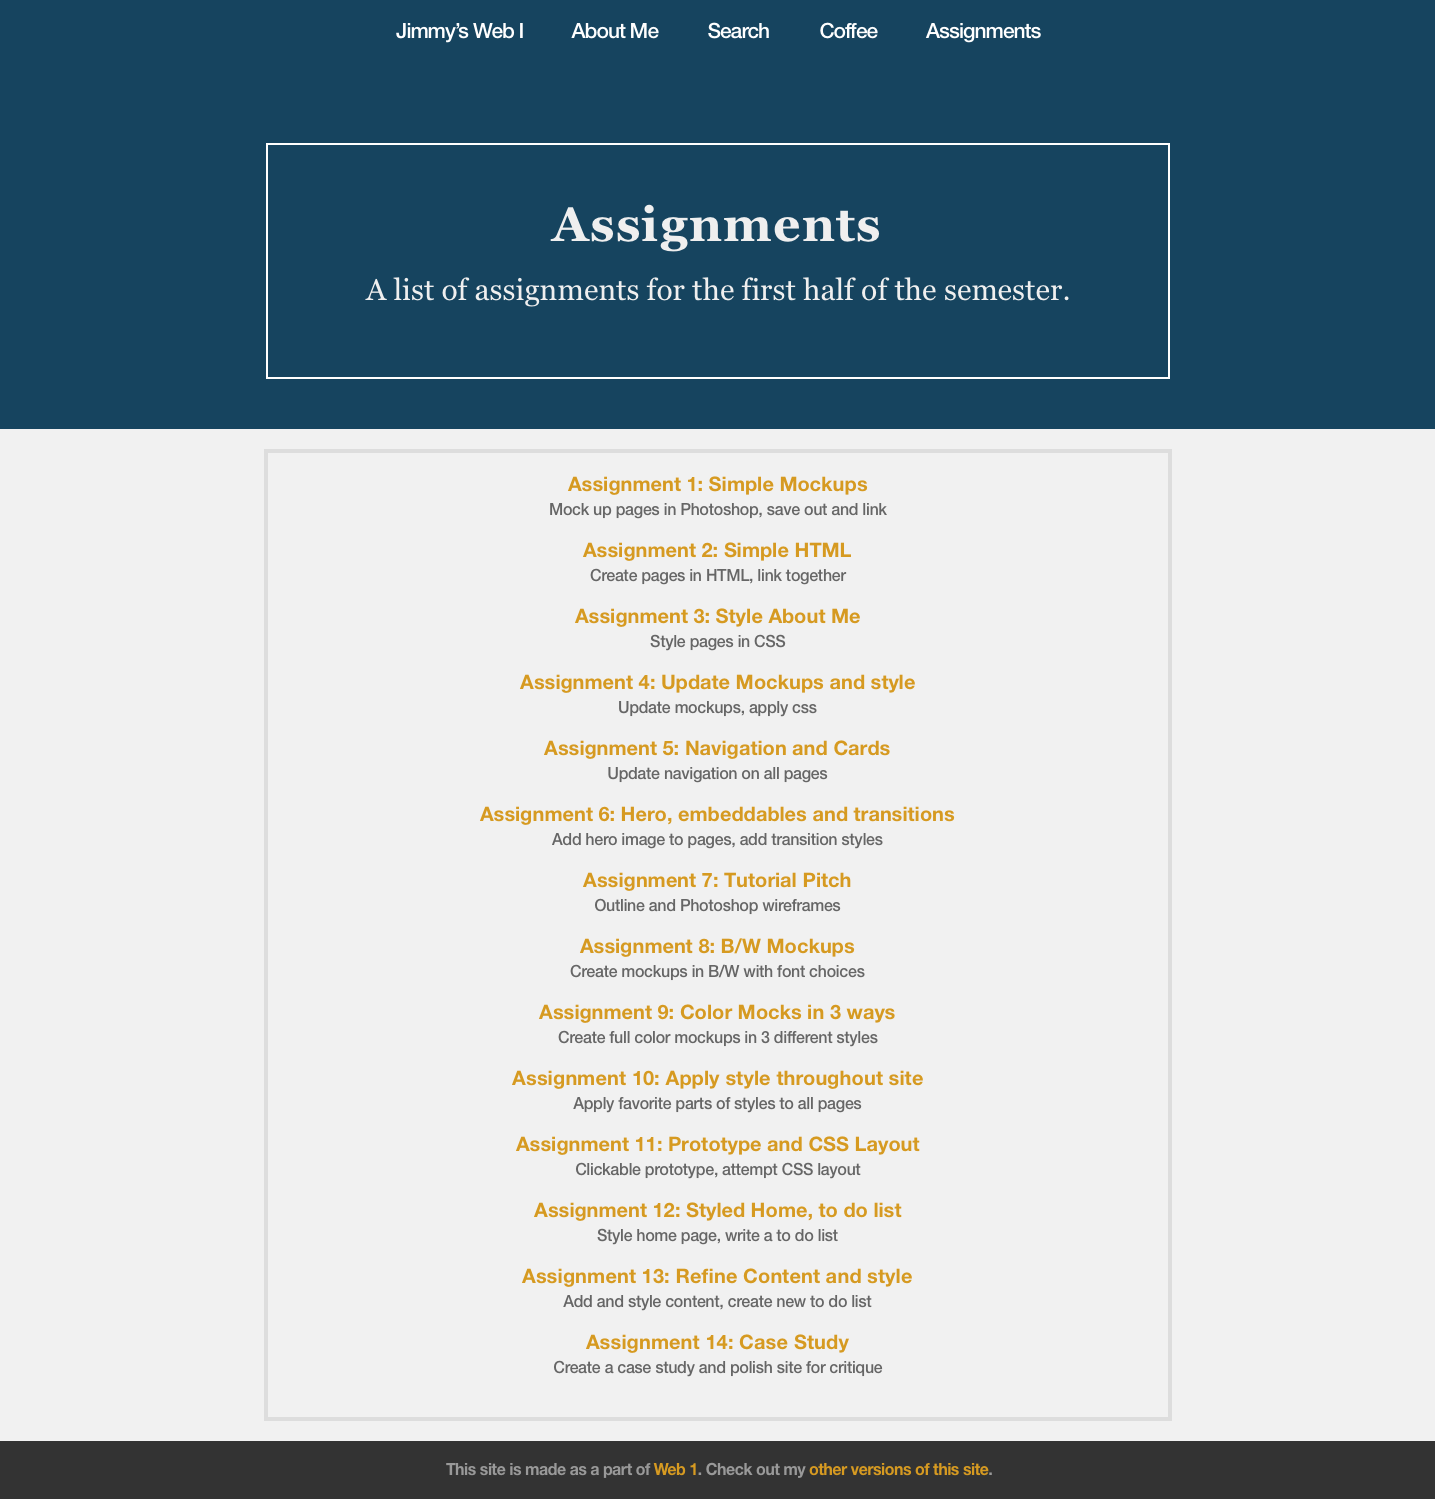 Jimmy’s Web I About Me Search Coffee Assignments
Assignments
A list of assignments for the first half of the semester.
Assignment 1: Simple Mockups
Mock up pages in Photoshop, save out and link
Assignment 2: Simple HTML
Create pages in HTML, link together
Assignment 3: Style About Me
Style pages in CSS
Assignment 4: Update Mockups and style
Update mockups, apply css
Assignment 5: Navigation and Cards
Update navigation on all pages
Assignment 6: Hero, embeddables and transitions
Add hero image to pages, add transition styles
Assignment 7: Tutorial Pitch
Outline and Photoshop wireframes
Assignment 8: B/W Mockups
Create mockups in B/W with font choices
Assignment 9: Color Mocks in 3 ways
Create full color mockups in 3 different styles
Assignment 10: Apply style throughout site
Apply favorite parts of styles to all pages
Assignment 11: Prototype and CSS Layout
Clickable prototype, attempt CSS layout
Assignment 12: Styled Home, to do list
Style home page, write a to do list
Assignment 13: Refine Content and style
Add and style content, create new to do list
Assignment 14: Case Study
Create a case study and polish site for critique
This site is made as a part of Web 1. Check out my other versions of this site.